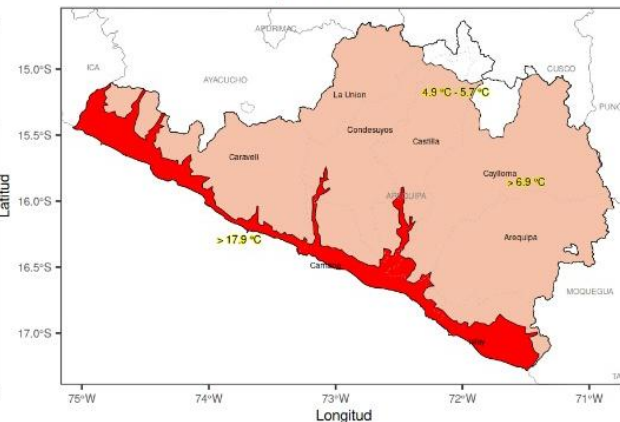 APURIMAC
CUSCO
ICA
AYACUCHO
PUNO
La Union
4.9 °C - 5.7 °C
Condesuyos
Castilla
Caraveli
Caylloma
> 6.9 °C
AREQUIPA
> 17.9 °C
Arequipa
Camana
MOQUEGUA
15.0°S
15.5°S
16.0°S
16.5°S
17.0°S
Latitud
75°W
74°W
73°W
72°W
71°W
Longitud